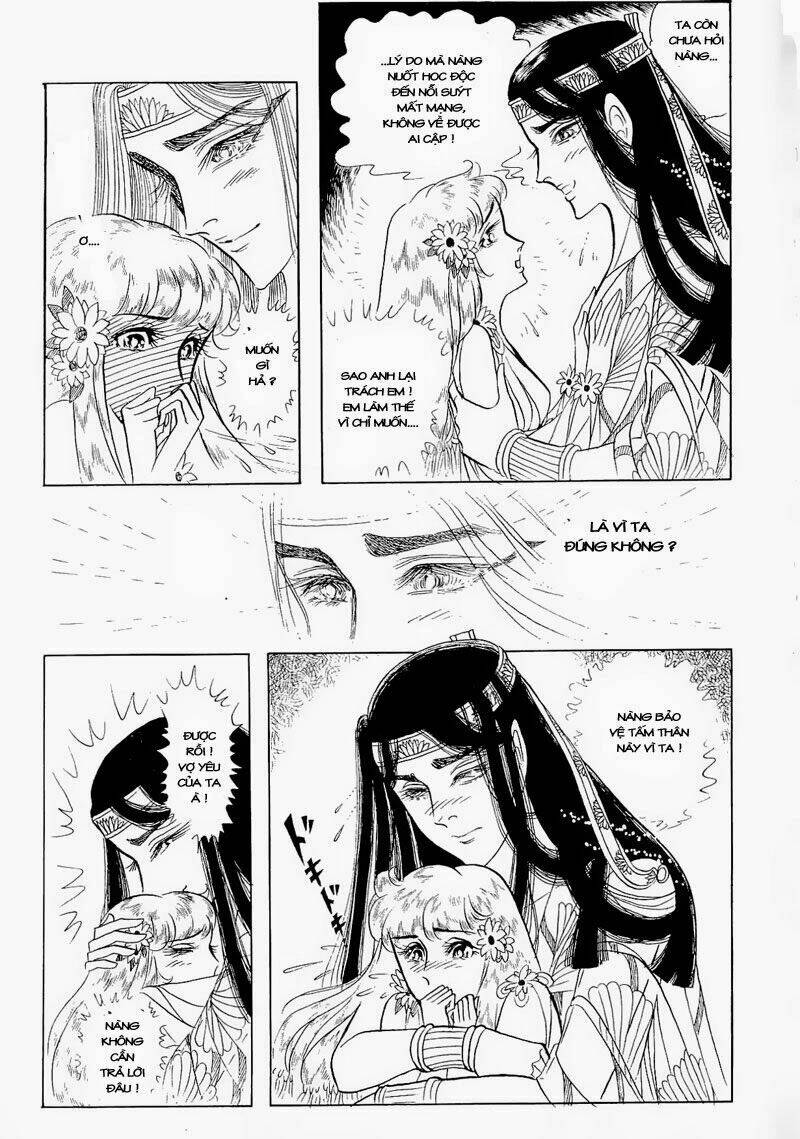 TA CÒN
CHƯA HỎI
NÀNG...
...LÝ DO MÀ NÀNG
NUỐT HỌC ĐỘC
ĐẾN NỖI SUÝT
MẤT MẠNG,
KHÔNG VỀ ĐƯỢC
AI CẬP !
SAO ANH LẠI
TRÁCH EM !
EM LÀM THẾ
VÌ CHỈ MUỐN....
Ơ....
MUỐN
GÌ
HẢ ?
LÀ VÌ TA
ĐÚNG KHÔNG ?
NÀNG BẢO
VỆ TẤM THÂN
NÀY VÌ TA !
ドキドキ
ĐƯỢC
RỒI !
VỢ YÊU
CỦA TA
À !
NÀNG
KHÔNG
CẦN
TRẢ LỜI
ĐÂU !